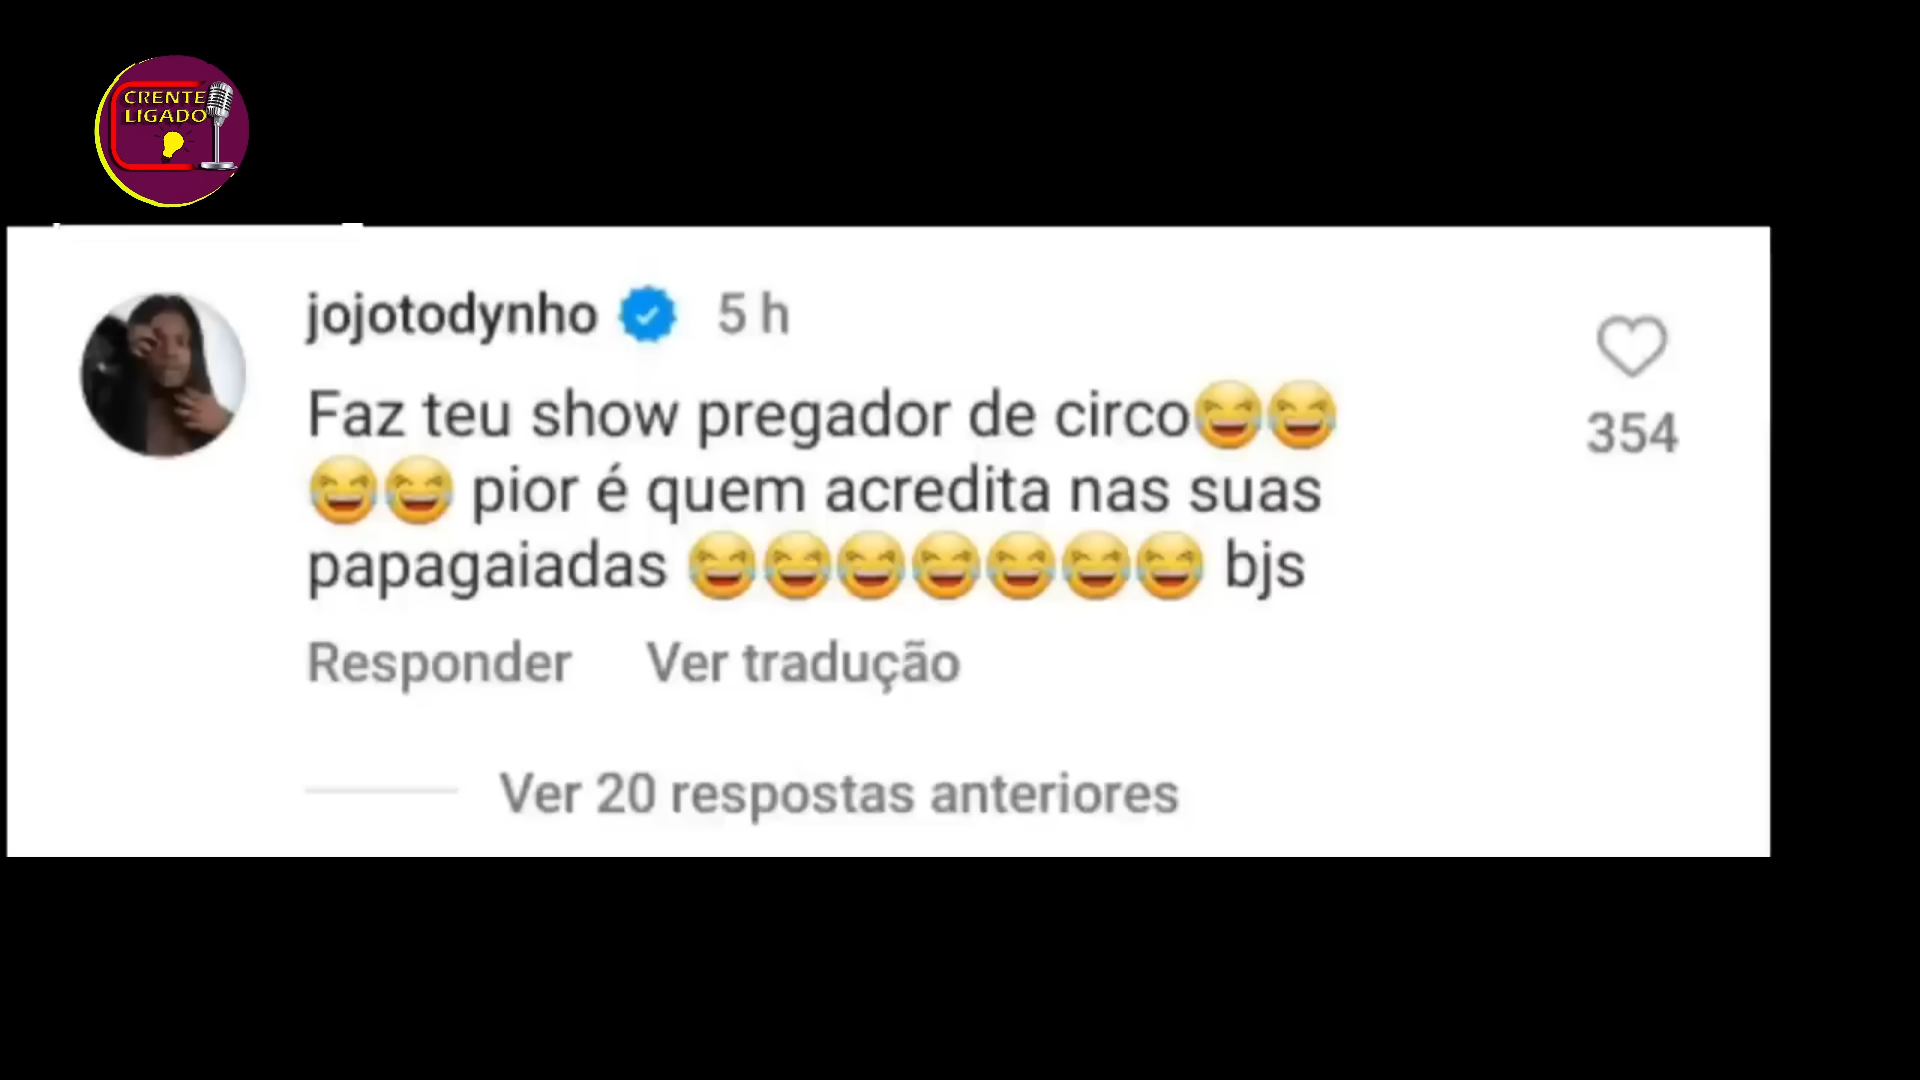 CRENTE
LIGADO
jojotodynho 5 h
Faz teu show pregador de circo😂😂
😂😂 pior é quem acredita nas suas
papagaiadas 😂😂😂😂😂😂😂 bjs
354
Responder Ver tradução
Ver 20 respostas anteriores